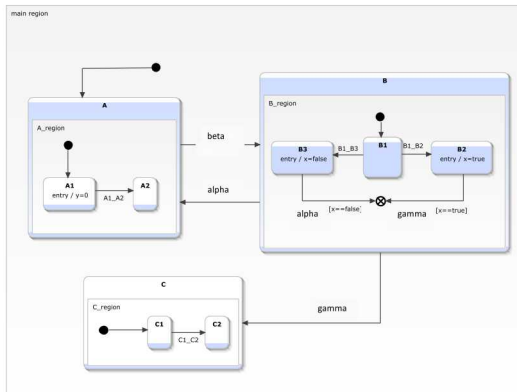 main region
A
B
A_region
B_region
beta
B3
entry / x=false
B1_B3
B1
B1_B2
B2
entry / x=true
A1
entry / y=0
A1_A2
A2
alpha
alpha
[x==false]
gamma
[x==true]
C
C_region
gamma
C1
C1_C2
C2